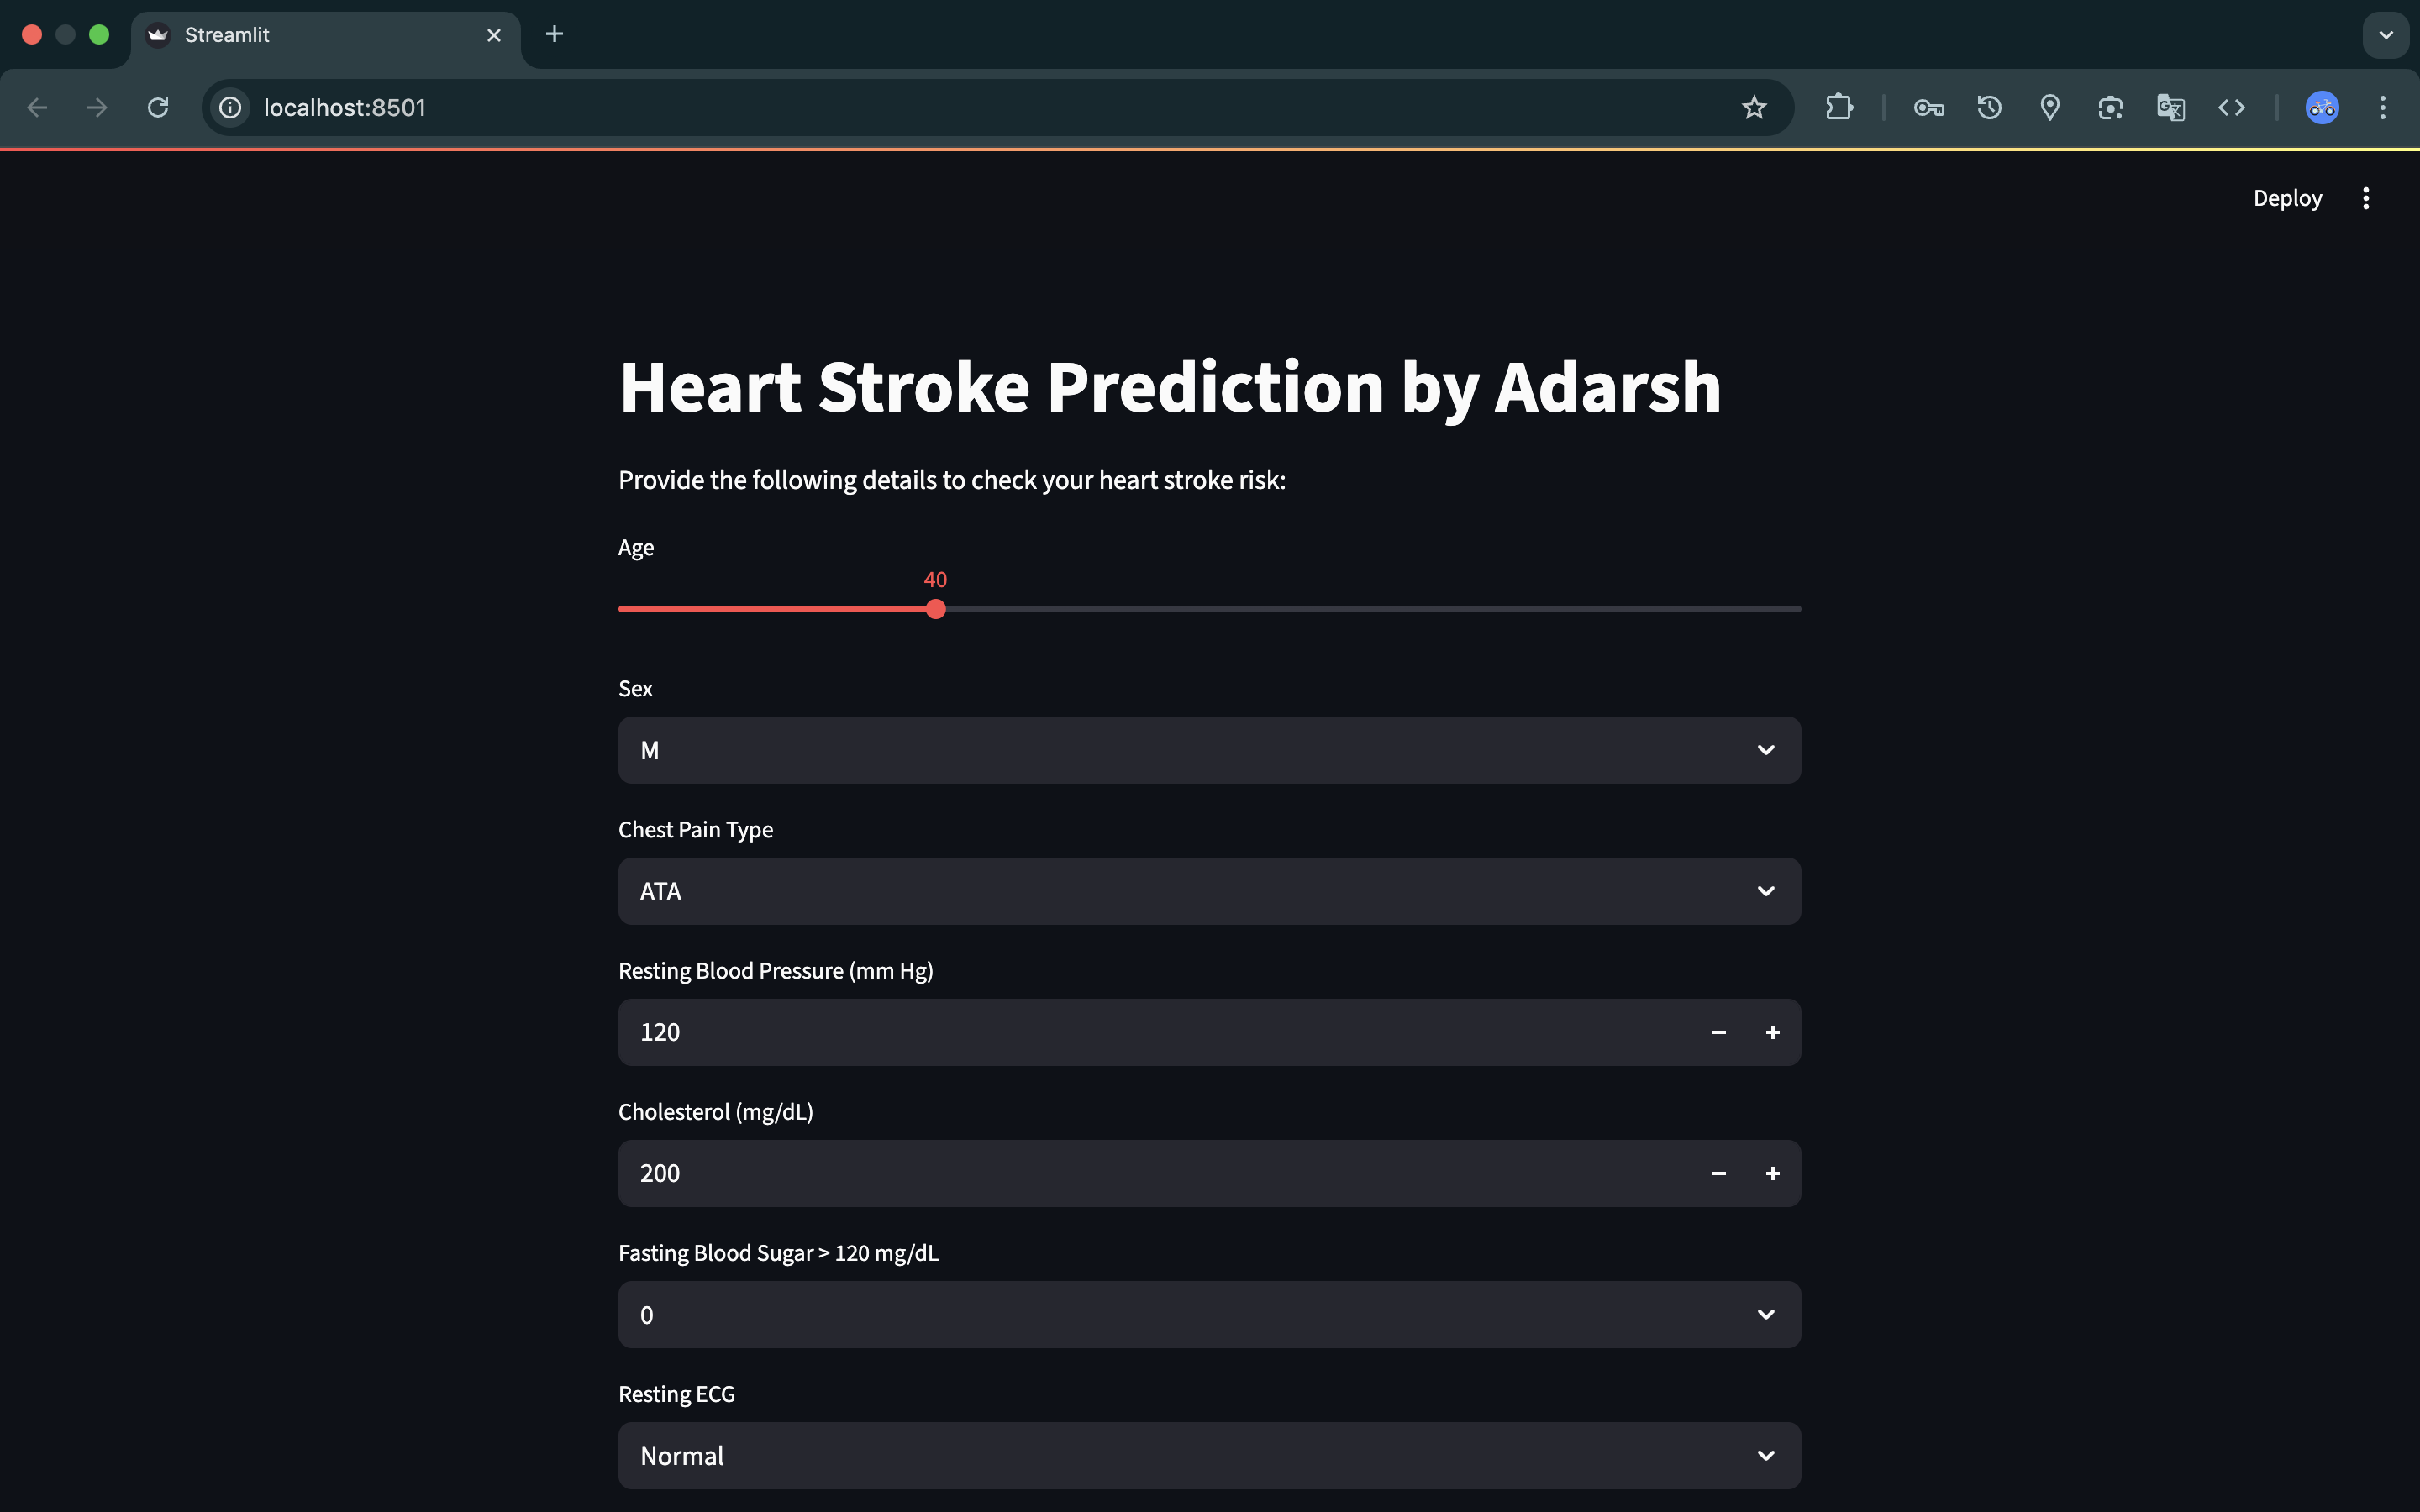 Streamlit
localhost:8501
Deploy
Heart Stroke Prediction by Adarsh
Provide the following details to check your heart stroke risk:
Age
40
Sex
M
Chest Pain Type
ATA
Resting Blood Pressure (mm Hg)
120
Cholesterol (mg/dL)
200
Fasting Blood Sugar > 120 mg/dL
0
Resting ECG
Normal